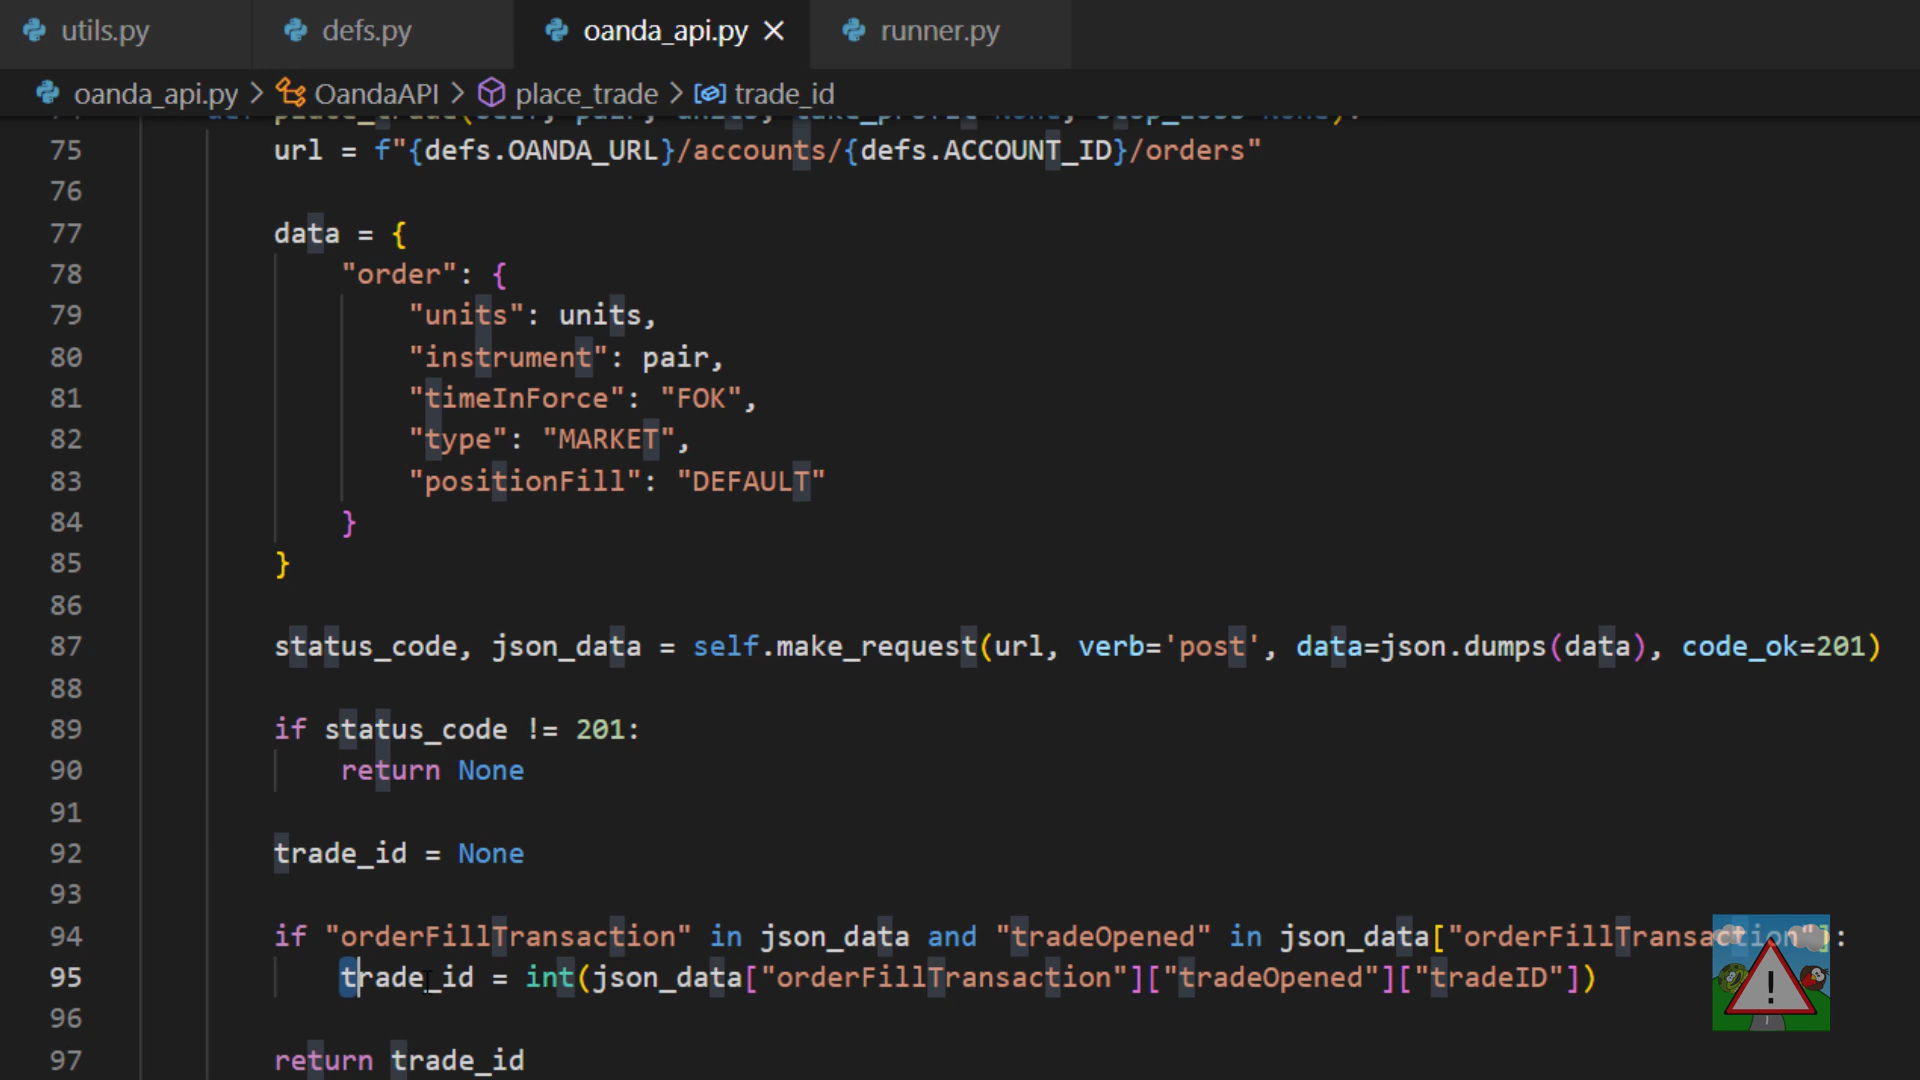 utils.py defs.py oanda_api.py runner.py
oanda_api.py > OandaAPI > place_trade > trade_id
75 url = f"{defs.OANDA_URL}/accounts/{defs.ACCOUNT_ID}/orders"
76
77 data = {
78 "order": {
79 "units": units,
80 "instrument": pair,
81 "timeInForce": "FOK",
82 "type": "MARKET",
83 "positionFill": "DEFAULT"
84 }
85 }
86
87 status_code, json_data = self.make_request(url, verb='post', data=json.dumps(data), code_ok=201)
88
89 if status_code != 201:
90 return None
91
92 trade_id = None
93
94 if "orderFillTransaction" in json_data and "tradeOpened" in json_data["orderFillTransaction"]:
95 trade_id = int(json_data["orderFillTransaction"]["tradeOpened"]["tradeID"])
96
97 return trade_id